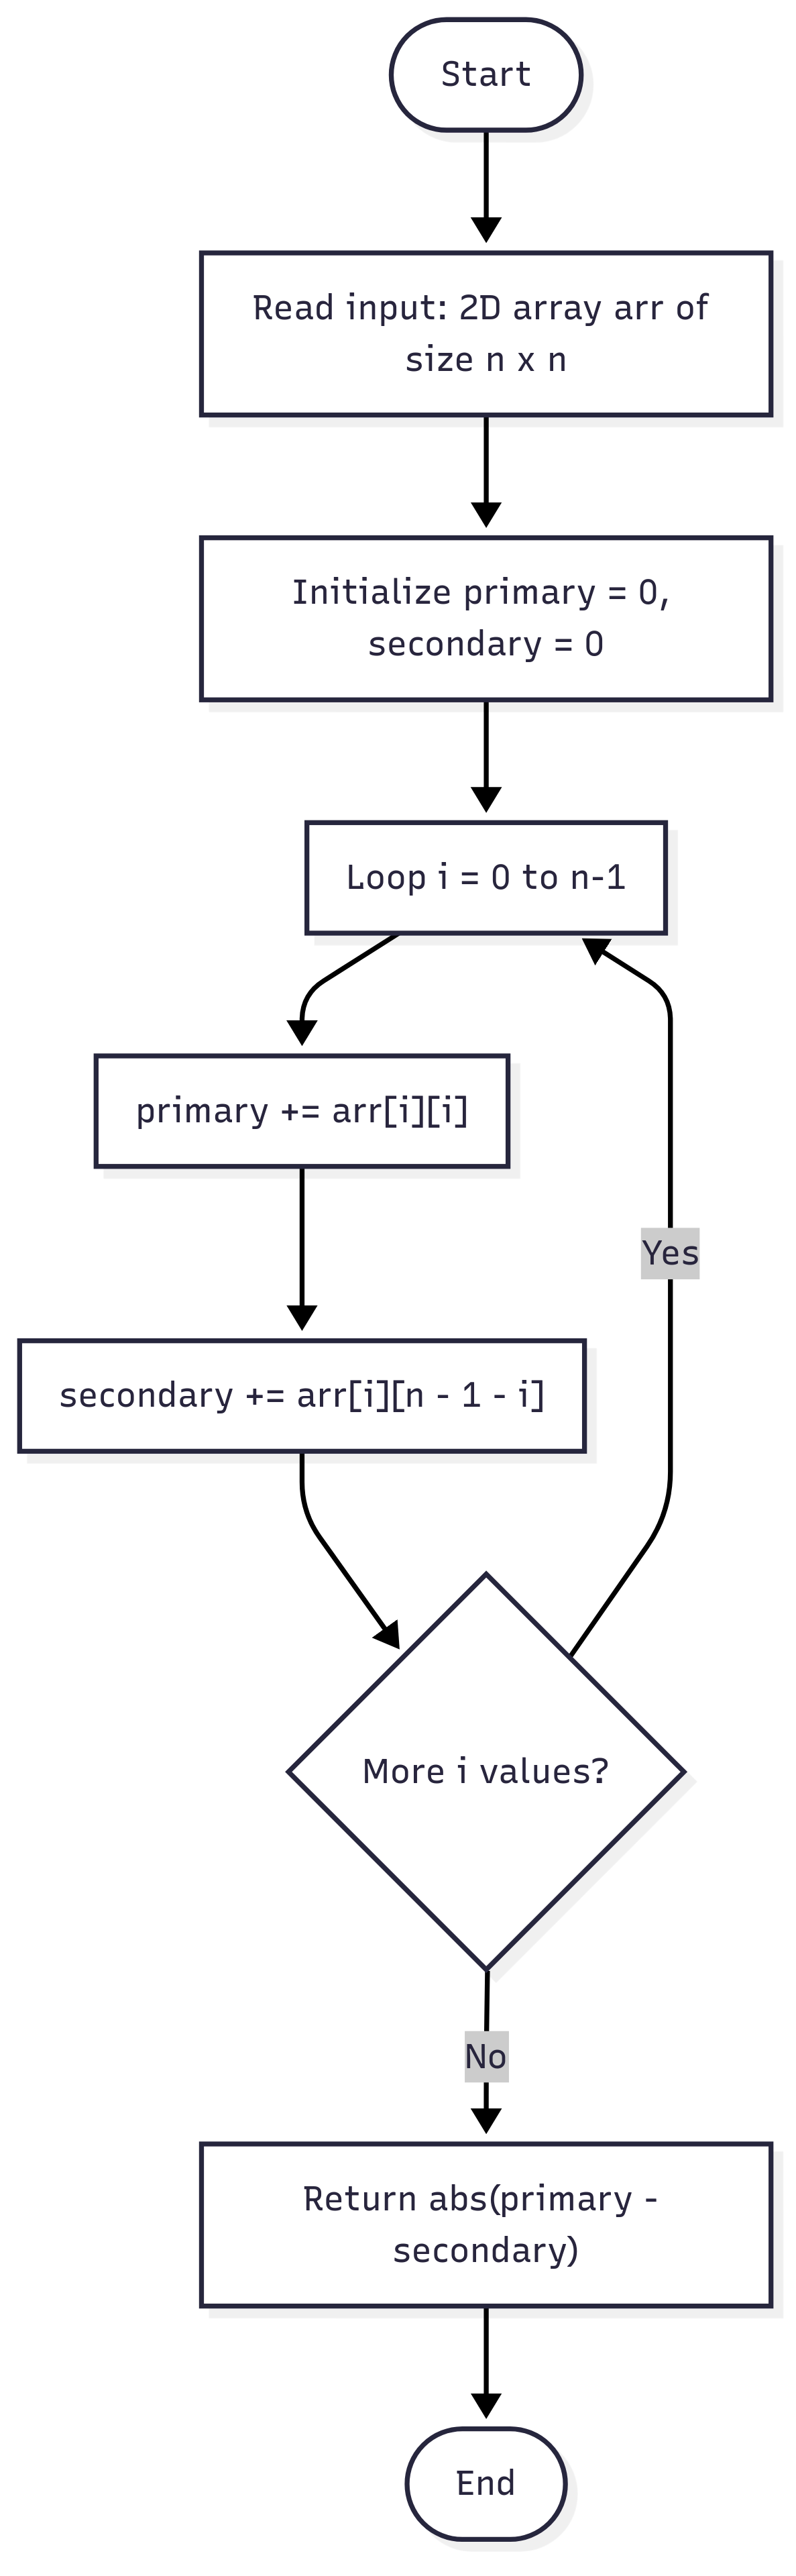 Start
Read input: 2D array arr of
size n x n
Initialize primary = 0,
secondary = 0
Loop i = 0 to n-1
primary += arr[i][i]
Yes
secondary += arr[i][n - 1 - i]
More i values?
No
Return abs(primary -
secondary)
End